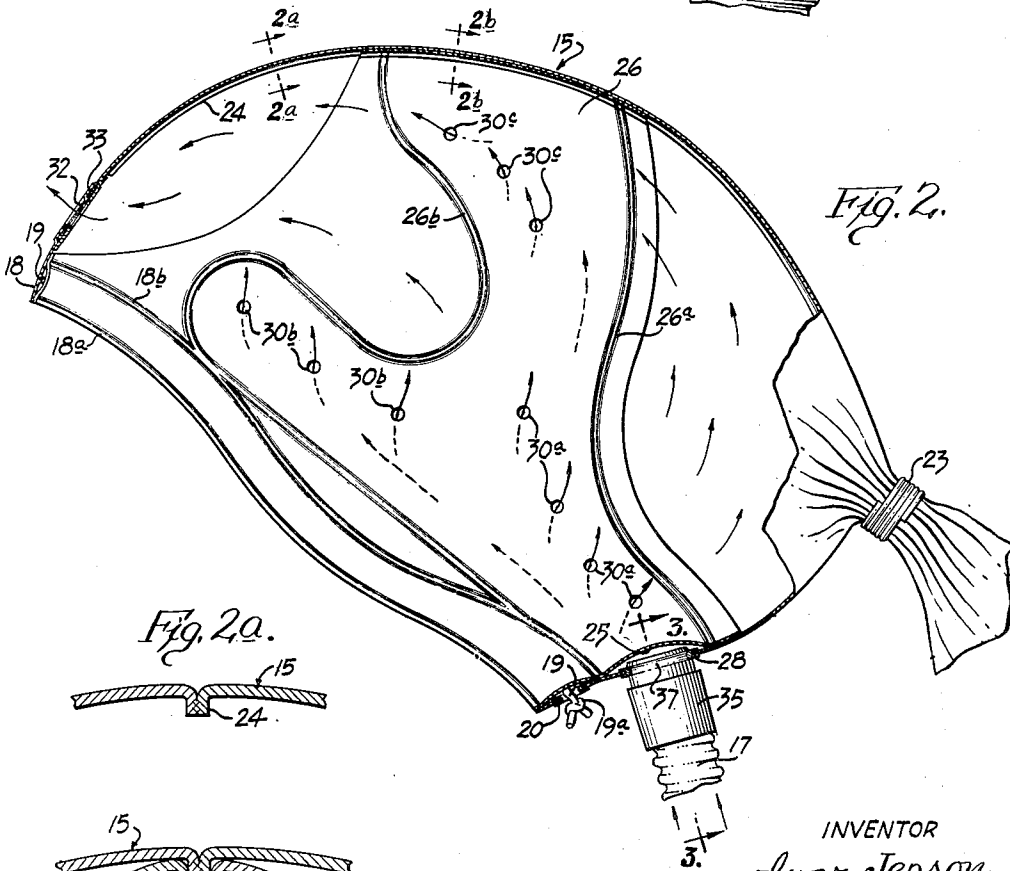 2a
2b
15
26
2a
2b
24
30c
30c
33
32
26b
30c
Fig. 2.
19
18
18b
18a
30b
26a
30b
30a
23
30a
Fig. 2a.
25
3.
28
15
19
37
35
24
20
19a
17
15
INVENTOR
3.
Ivar Jepson